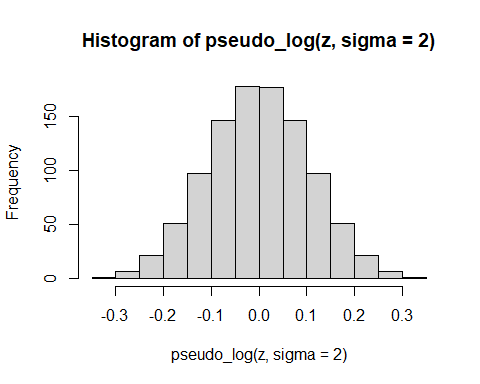 Histogram of pseudo_log(z, sigma = 2)
Frequency
150
100
50
0
-0.3 -0.2 -0.1 0.0 0.1 0.2 0.3
pseudo_log(z, sigma = 2)